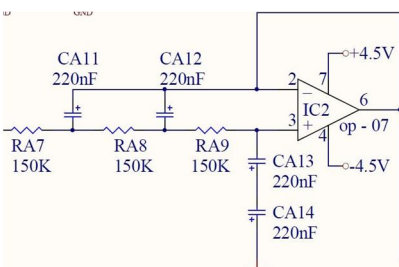 GND
CA11
220nF
CA12
220nF
+4.5V
2
7
6
IC2
3
op - 07
4
RA7
150K
RA8
150K
RA9
150K
CA13
220nF
-4.5V
CA14
220nF